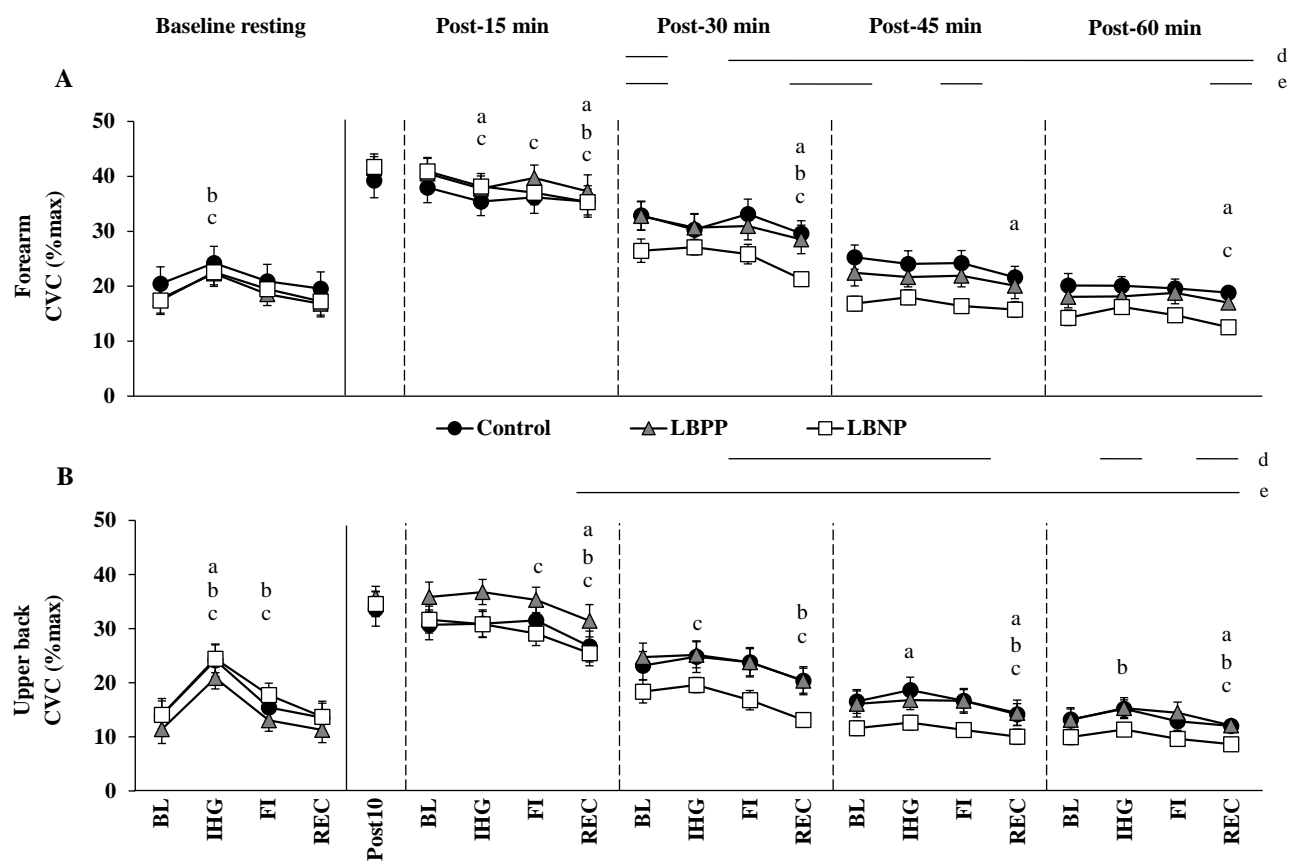 Baseline resting Post-15 min Post-30 min Post-45 min Post-60 min
d
A
e
50
40
30
20
10
0
Forearm
CVC (%max)
b
c
a
c
c
a
b
c
a
b
c
a
a
c
Control LBPP LBNP
d
B
e
50
40
30
20
10
0
Upper back
CVC (%max)
a
b
c
b
c
c
a
b
c
c
b
c
a
a
b
c
b
a
b
c
BL IHG FI REC Post10 BL IHG FI REC BL IHG FI REC BL IHG FI REC BL IHG FI REC